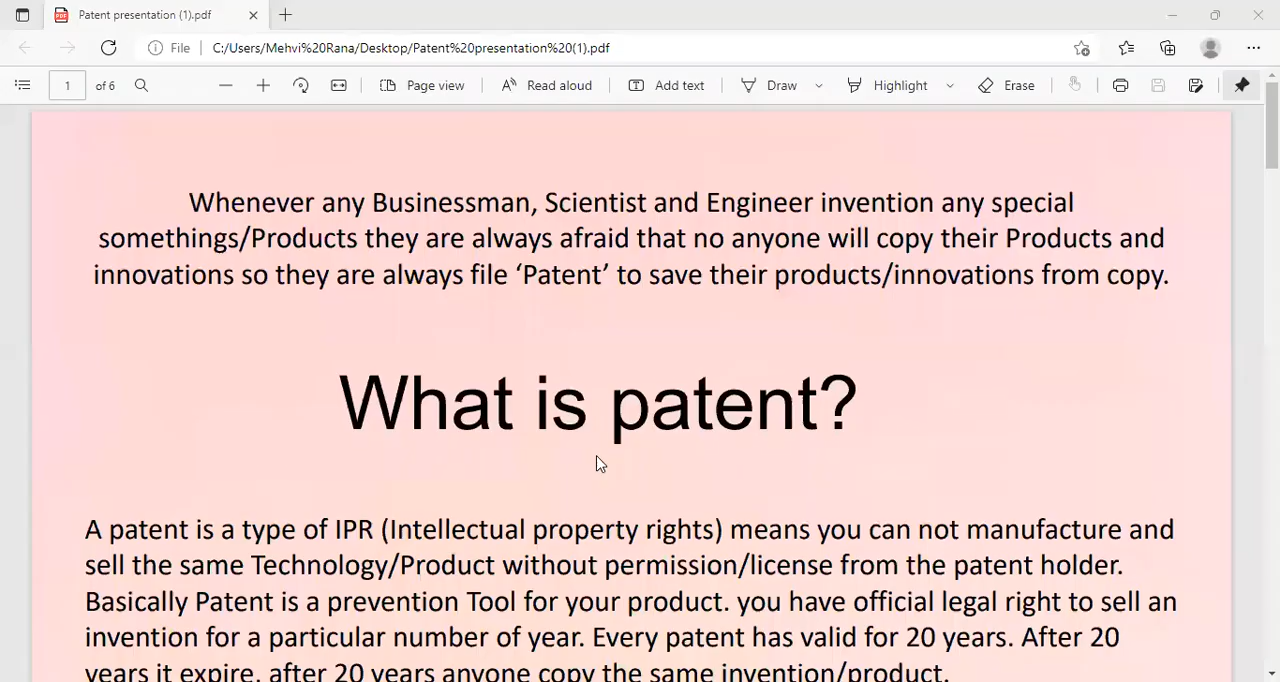 Patent presentation (1).pdf
File C:/Users/Mehvi%20Rana/Desktop/Patent%20presentation%20(1).pdf
1 of 6 Page view Read aloud Add text Draw Highlight Erase
Whenever any Businessman, Scientist and Engineer invention any special
somethings/Products they are always afraid that no anyone will copy their Products and
innovations so they are always file ‘Patent’ to save their products/innovations from copy.
What is patent?
A patent is a type of IPR (Intellectual property rights) means you can not manufacture and
sell the same Technology/Product without permission/license from the patent holder.
Basically Patent is a prevention Tool for your product. you have official legal right to sell an
invention for a particular number of year. Every patent has valid for 20 years. After 20
years it expire. after 20 years anyone copy the same invention/product.